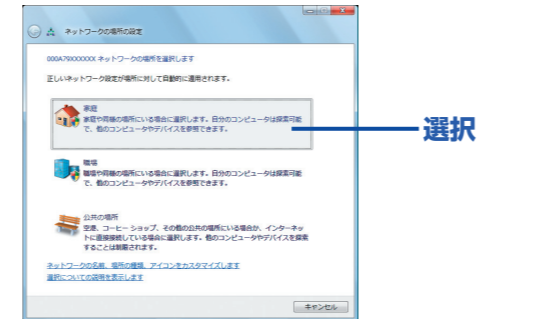 ネットワークの場所の設定
000A79XXXXXX ネットワークの場所を選択します
正しいネットワーク設定が場所に対して自動的に適用されます。
家庭
家庭や同様の場所にいる場合に選択します。自分のコンピュータは探索可能
で、他のコンピュータやデバイスを参照できます。
選択
職場
職場や同様の場所にいる場合に選択します。自分のコンピュータは探索可能
で、他のコンピュータやデバイスを参照できます。
公共の場所
空港、コーヒー ショップ、その他の公共の場所にいる場合か、インターネッ
トに直接接続している場合に選択します。他のコンピュータやデバイスを探索
することは制限されます。
ネットワークの名前、場所の種類、アイコンをカスタマイズします
選択についての説明を表示します
キャンセル